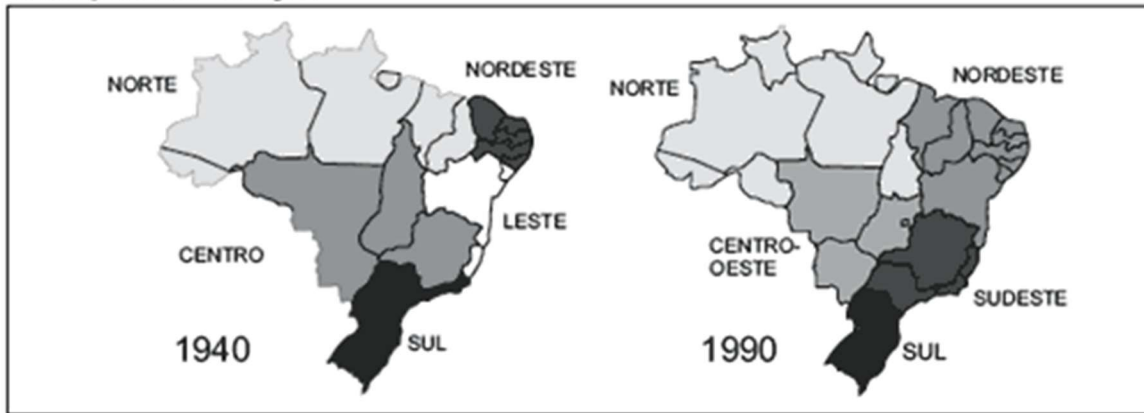 NORTE
NORDESTE
LESTE
CENTRO
SUL
1940
NORTE
NORDESTE
CENTRO-
OESTE
SUDESTE
SUL
1990